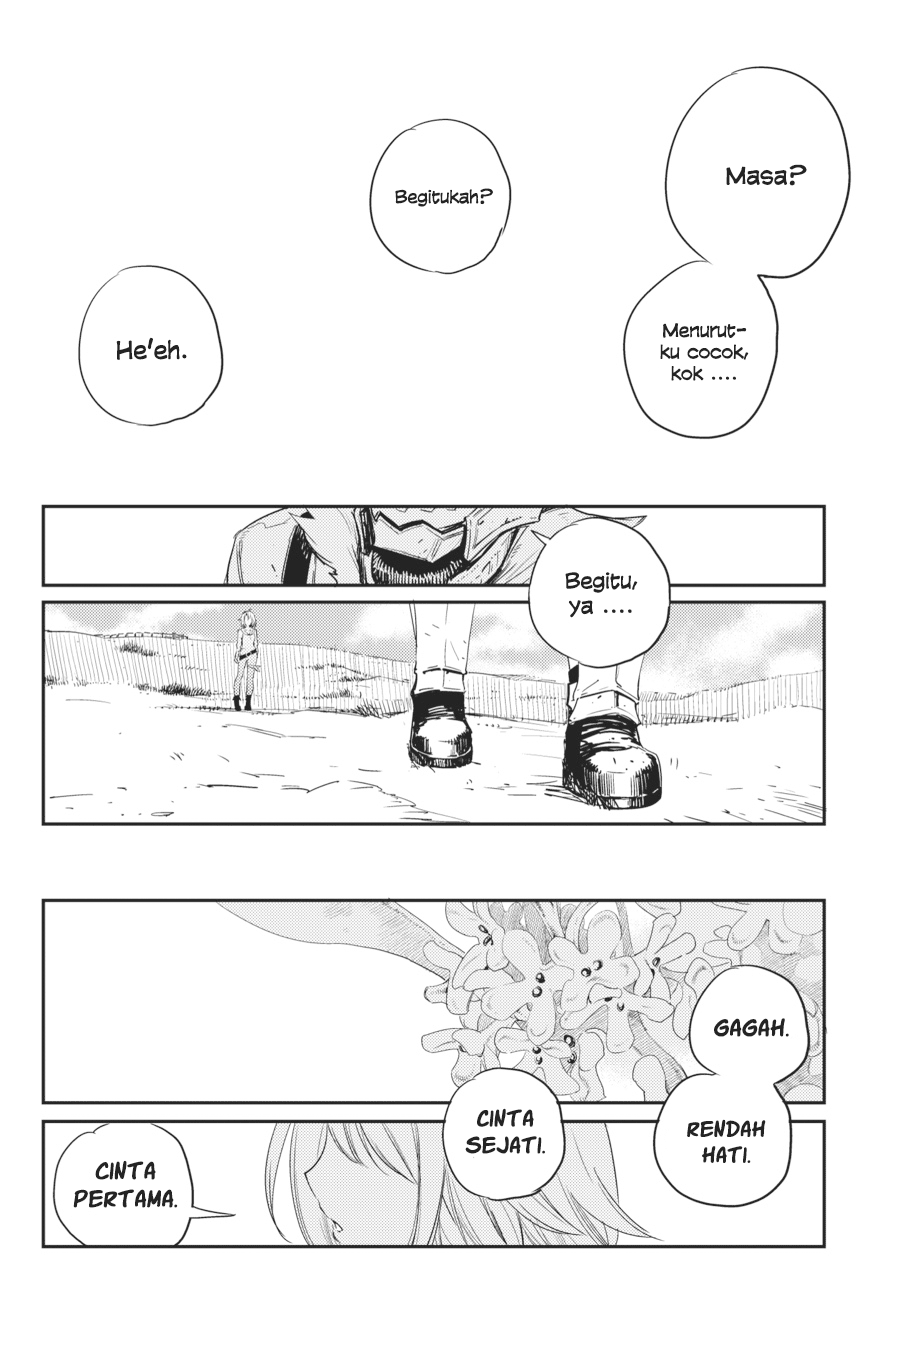 Masa?
Menurut-
ku cocok,
kok ....
Begitukah?
He'eh.
Begitu,
ya ....
GAGAH.
RENDAH
HATI.
CINTA
SEJATI.
CINTA
PERTAMA.